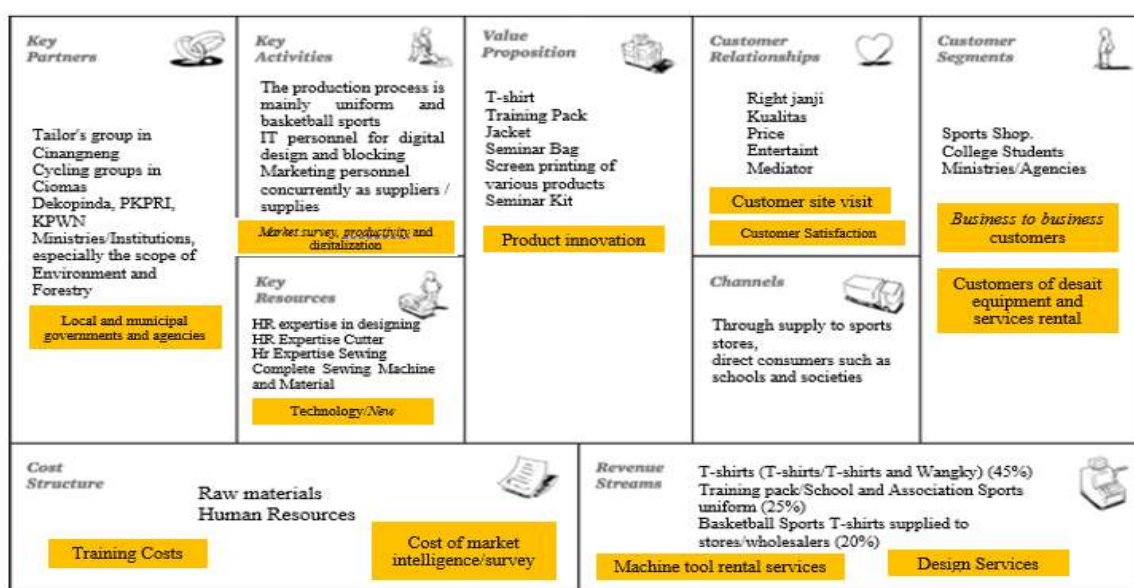 Key
Partners
Tailor's group in
Cinangneng
Cycling groups in
Ciomas
Dekopinda, PKPRI,
KPWN
Ministries/Institutions,
especially the scope of
Environment and
Forestry
Local and municipal
governments and agencies
Key
Activities
The production process is
mainly uniform and
basketball sports
IT personnel for digital
design and blocking
Marketing personnel
concurrently as suppliers /
supplies
Market survey, productivity and
digitalization
Key
Resources
HR expertise in designing
HR Expertise Cutter
Hr Expertise Sewing
Complete Sewing Machine
and Material
Technology/New
Value
Proposition
T-shirt
Training Pack
Jacket
Seminar Bag
Screen printing of
various products
Seminar Kit
Product innovation
Customer
Relationships
Right janji
Kualitas
Price
Entertaint
Mediator
Customer site visit
Customer Satisfaction
Channels
Through supply to sports
stores,
direct consumers such as
schools and societies
Customer
Segments
Sports Shop.
College Students
Ministries/Agencies
Business to business
customers
Customers of desait
equipment and
services rental
Cost
Structure
Raw materials
Human Resources
Training Costs
Cost of market
intelligence/survey
Revenue
Streams
T-shirts (T-shirts/T-shirts and Wangky) (45%)
Training pack/School and Association Sports
uniform (25%)
Basketball Sports T-shirts supplied to
stores/wholesalers (20%)
Machine tool rental services
Design Services